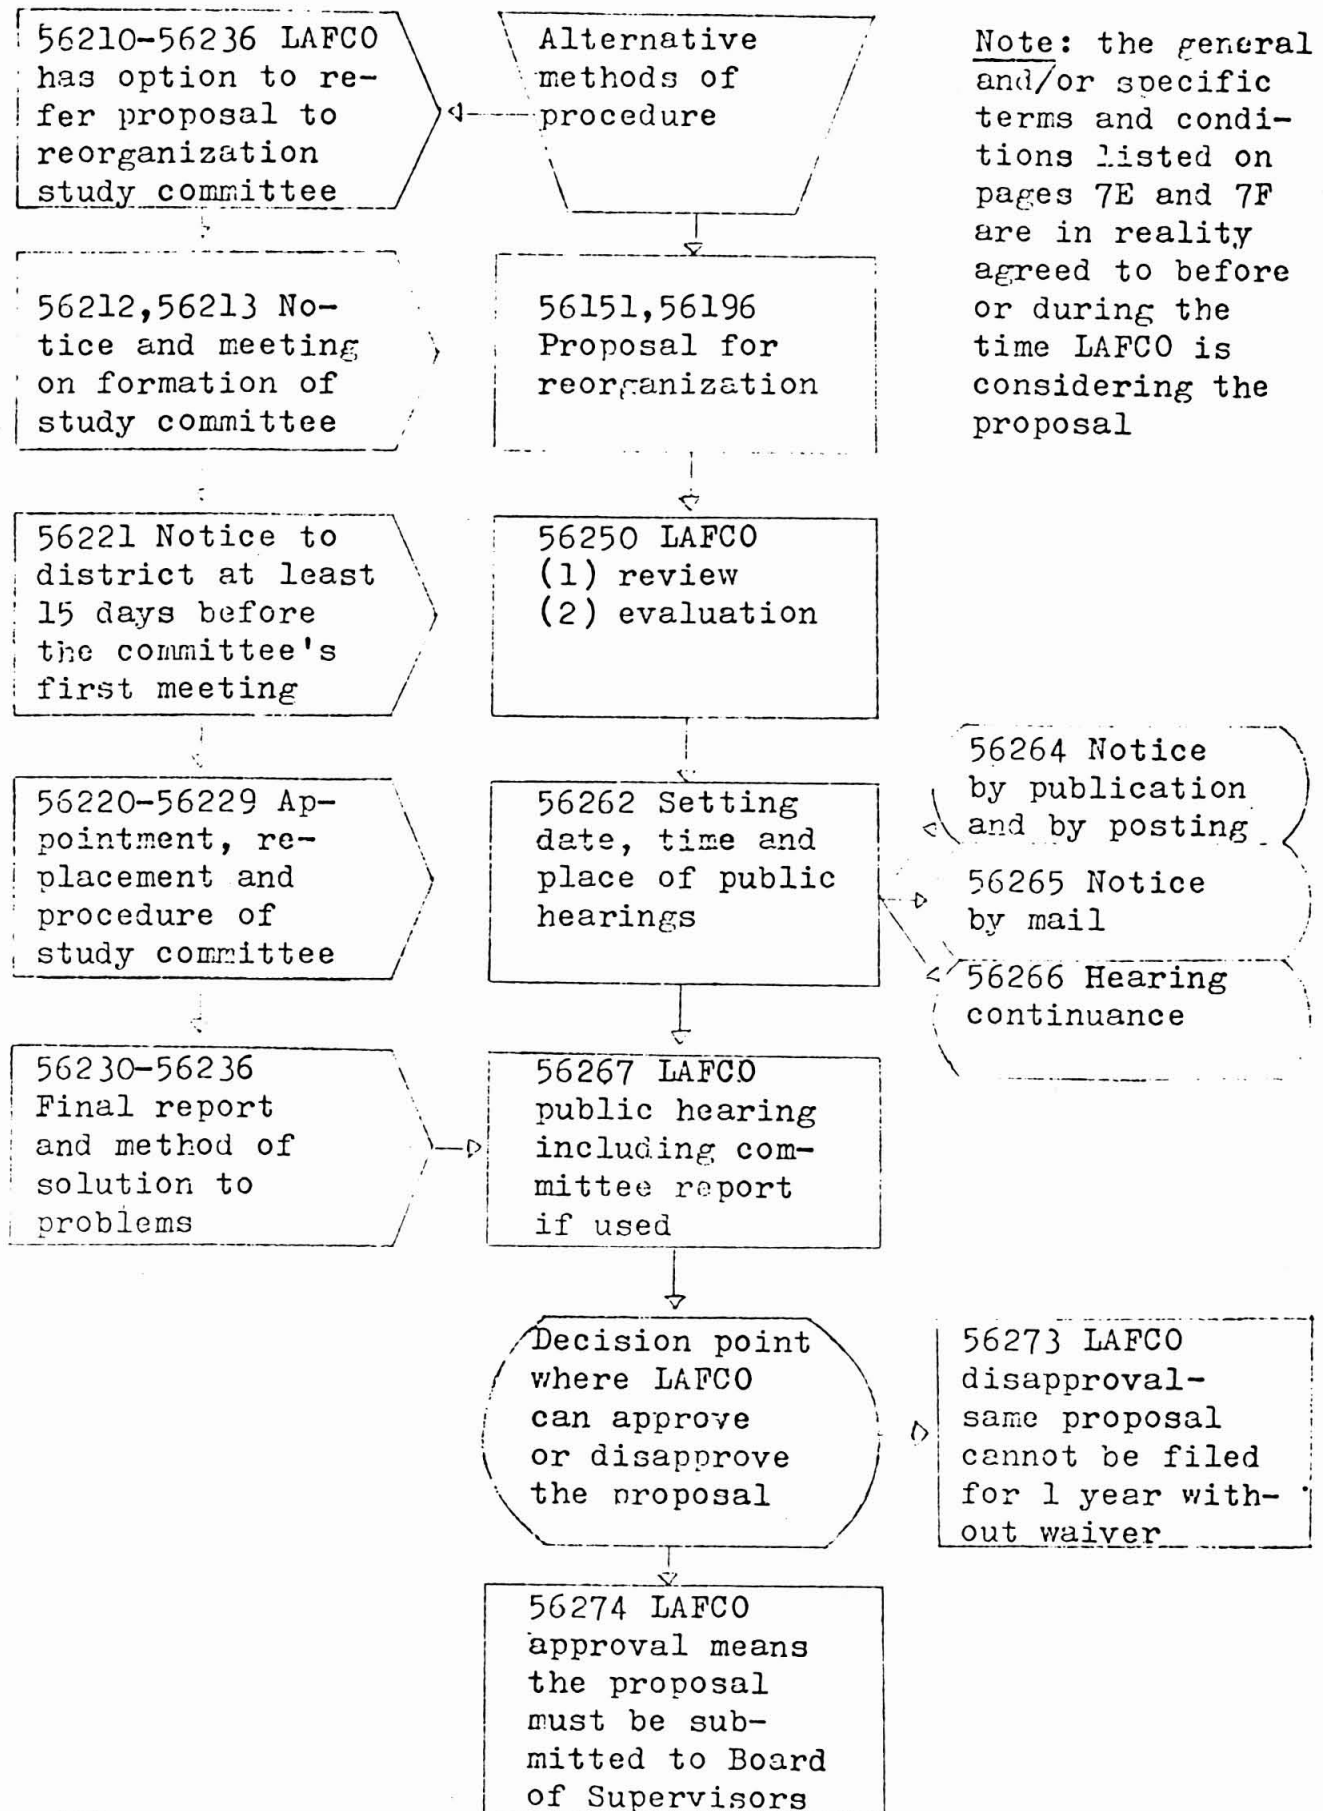 56210-56236 LAFCO
has option to re-
fer proposal to
reorganization
study committee
Alternative
methods of
procedure
Note: the general
and/or specific
terms and condi-
tions listed on
pages 7E and 7F
are in reality
agreed to before
or during the
time LAFCO is
considering the
proposal
56212,56213 No-
tice and meeting
on formation of
study committee
56151,56196
Proposal for
reorganization
56221 Notice to
district at least
15 days before
the committee's
first meeting
56250 LAFCO
(1) review
(2) evaluation
56220-56229 Ap-
pointment, re-
placement and
procedure of
study committee
56262 Setting
date, time and
place of public
hearings
56264 Notice
by publication
and by posting
56265 Notice
by mail
56266 Hearing
continuance
56230-56236
Final report
and method of
solution to
problems
56267 LAFCO
public hearing
including com-
mittee report
if used
Decision point
where LAFCO
can approve
or disapprove
the proposal
56273 LAFCO
disapproval-
same proposal
cannot be filed
for 1 year with-
out waiver
56274 LAFCO
approval means
the proposal
must be sub-
mitted to Board
of Supervisors